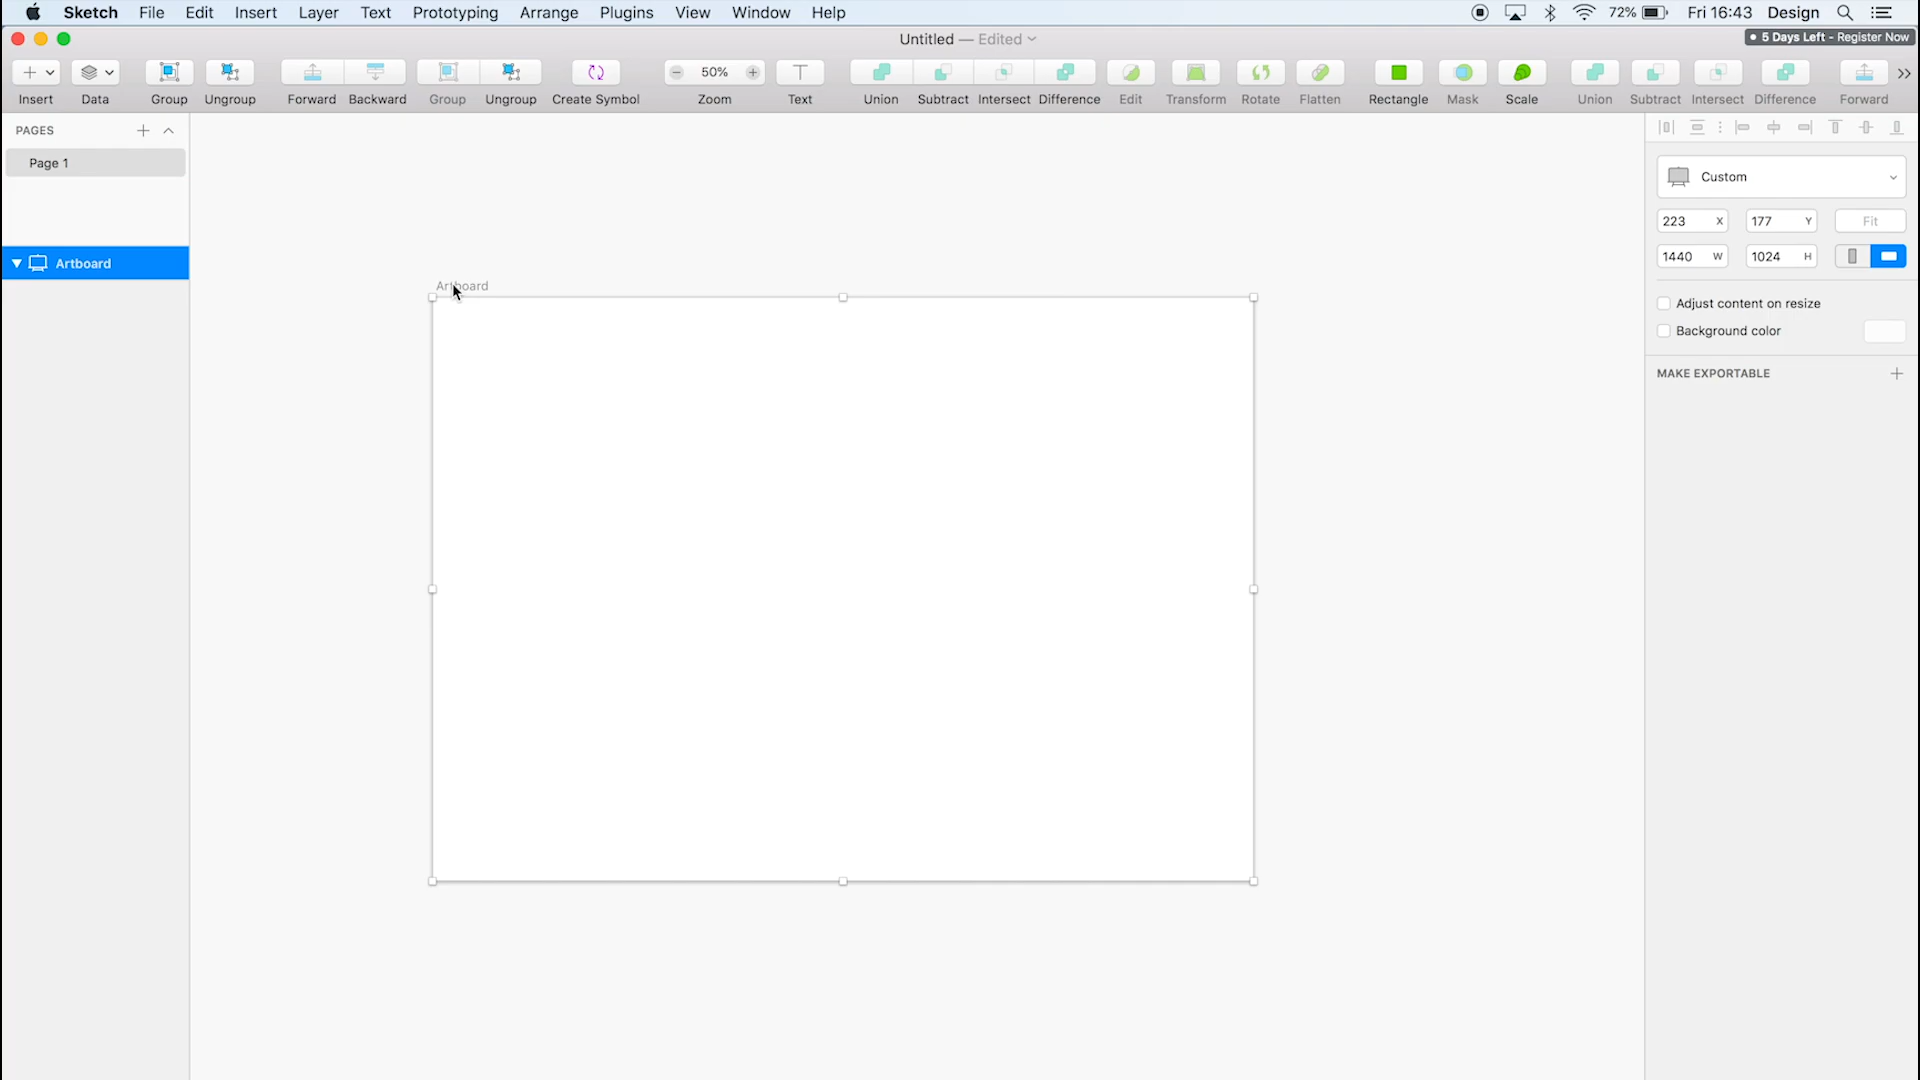 Sketch File Edit Insert Layer Text Prototyping Arrange Plugins View Window Help 72% Fri 16:43 Design
Untitled — Edited
5 Days Left - Register Now
50%
Insert Data Group Ungroup Forward Backward Group Ungroup Create Symbol Zoom Text Union Subtract Intersect Difference Edit Transform Rotate Flatten Rectangle Mask Scale Union Subtract Intersect Difference Forward
PAGES
Page 1
Artboard
Artboard
Custom
223 X 177 Y Fit
1440 W 1024 H
Adjust content on resize
Background color
MAKE EXPORTABLE